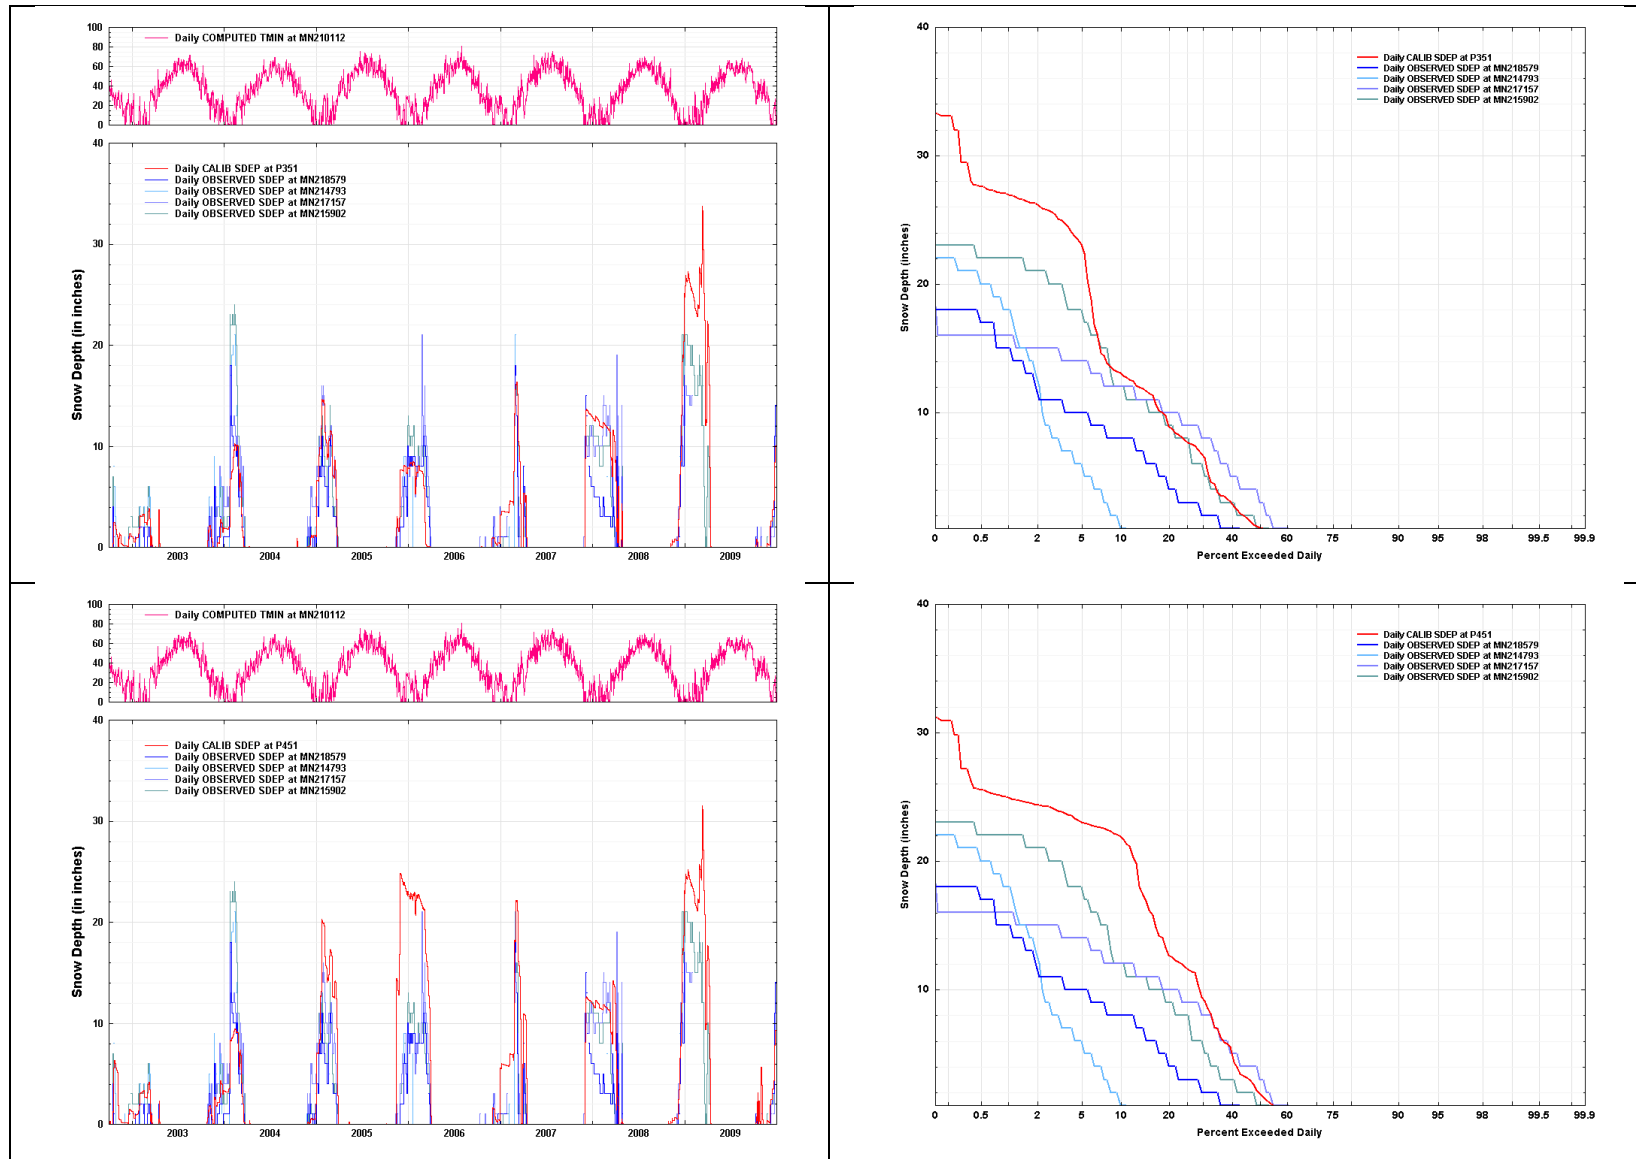 100
80
60
40
20
0
Daily COMPUTED TMIN at MN210112
40
30
20
10
0
Snow Depth (in inches)
Daily CALIB SDEP at P351
Daily OBSERVED SDEP at MN218579
Daily OBSERVED SDEP at MN214793
Daily OBSERVED SDEP at MN217157
Daily OBSERVED SDEP at MN215902
2003 2004 2005 2006 2007 2008 2009
40
30
20
10
Snow Depth (inches)
Daily CALIB SDEP at P351
Daily OBSERVED SDEP at MN218579
Daily OBSERVED SDEP at MN214793
Daily OBSERVED SDEP at MN217157
Daily OBSERVED SDEP at MN215902
0 0.5 2 5 10 20 40 60 75 90 95 98 99.5 99.9
Percent Exceeded Daily
100
80
60
40
20
0
Daily COMPUTED TMIN at MN210112
40
30
20
10
0
Snow Depth (in inches)
Daily CALIB SDEP at P451
Daily OBSERVED SDEP at MN218579
Daily OBSERVED SDEP at MN214793
Daily OBSERVED SDEP at MN217157
Daily OBSERVED SDEP at MN215902
2003 2004 2005 2006 2007 2008 2009
40
30
20
10
Snow Depth (inches)
Daily CALIB SDEP at P451
Daily OBSERVED SDEP at MN218579
Daily OBSERVED SDEP at MN214793
Daily OBSERVED SDEP at MN217157
Daily OBSERVED SDEP at MN215902
0 0.5 2 5 10 20 40 60 75 90 95 98 99.5 99.9
Percent Exceeded Daily